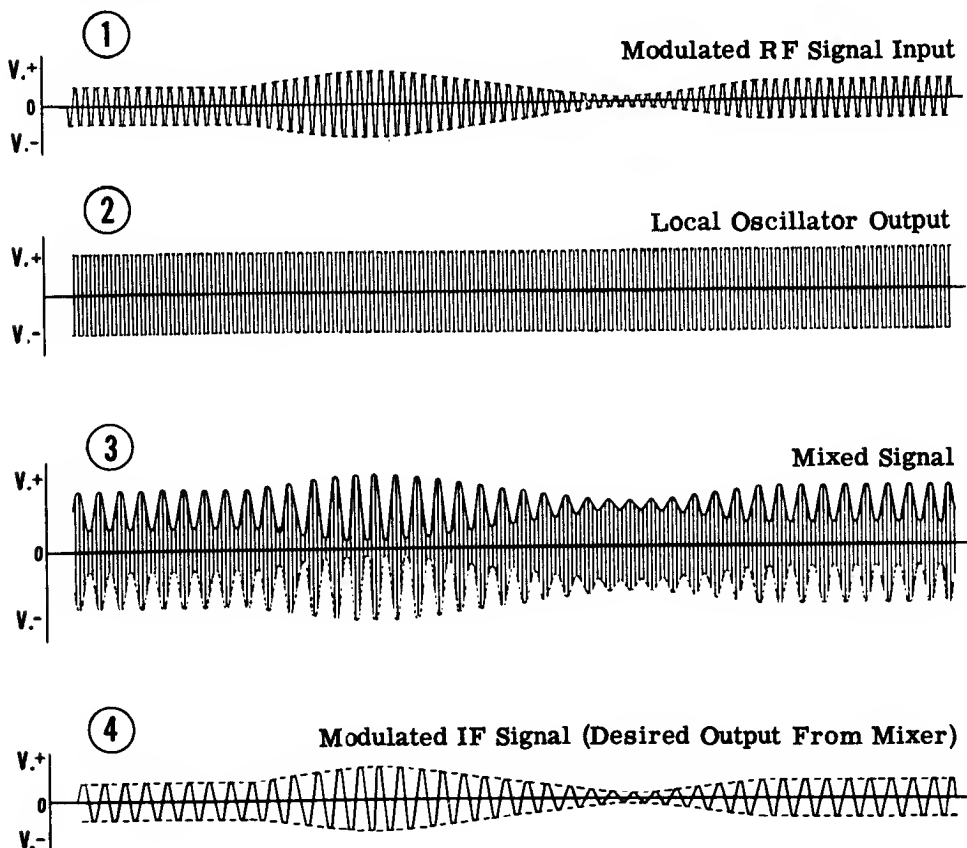 1
Modulated RF Signal Input
V.+
0
V.-
2
Local Oscillator Output
V.+
V.-
3
Mixed Signal
V.+
0
V.-
4
Modulated IF Signal (Desired Output From Mixer)
V.+
0
V.-